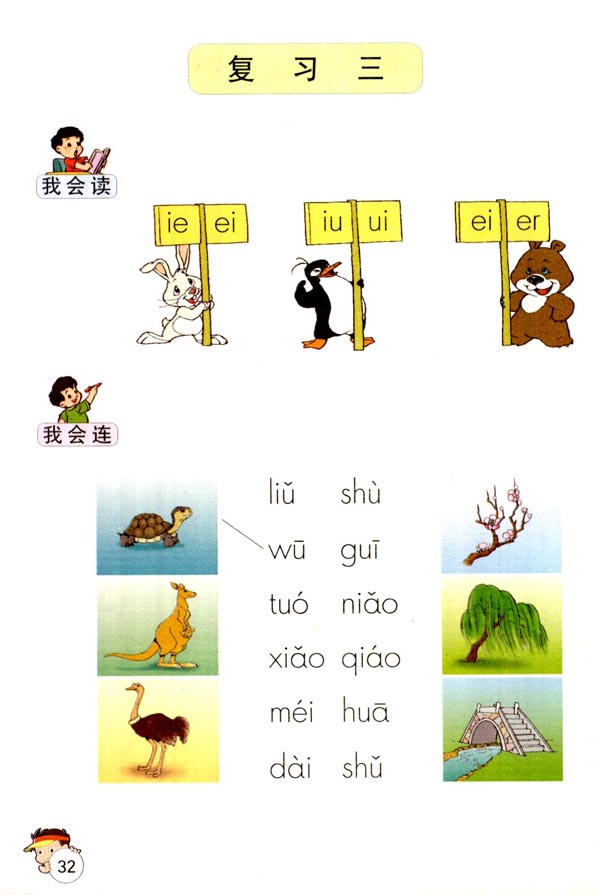 复 习 三
我会读
ie ei iu ui ei er
我会连
liǔ shù
wū guī
tuó niǎo
xiǎo qiáo
méi huā
dài shǔ
32